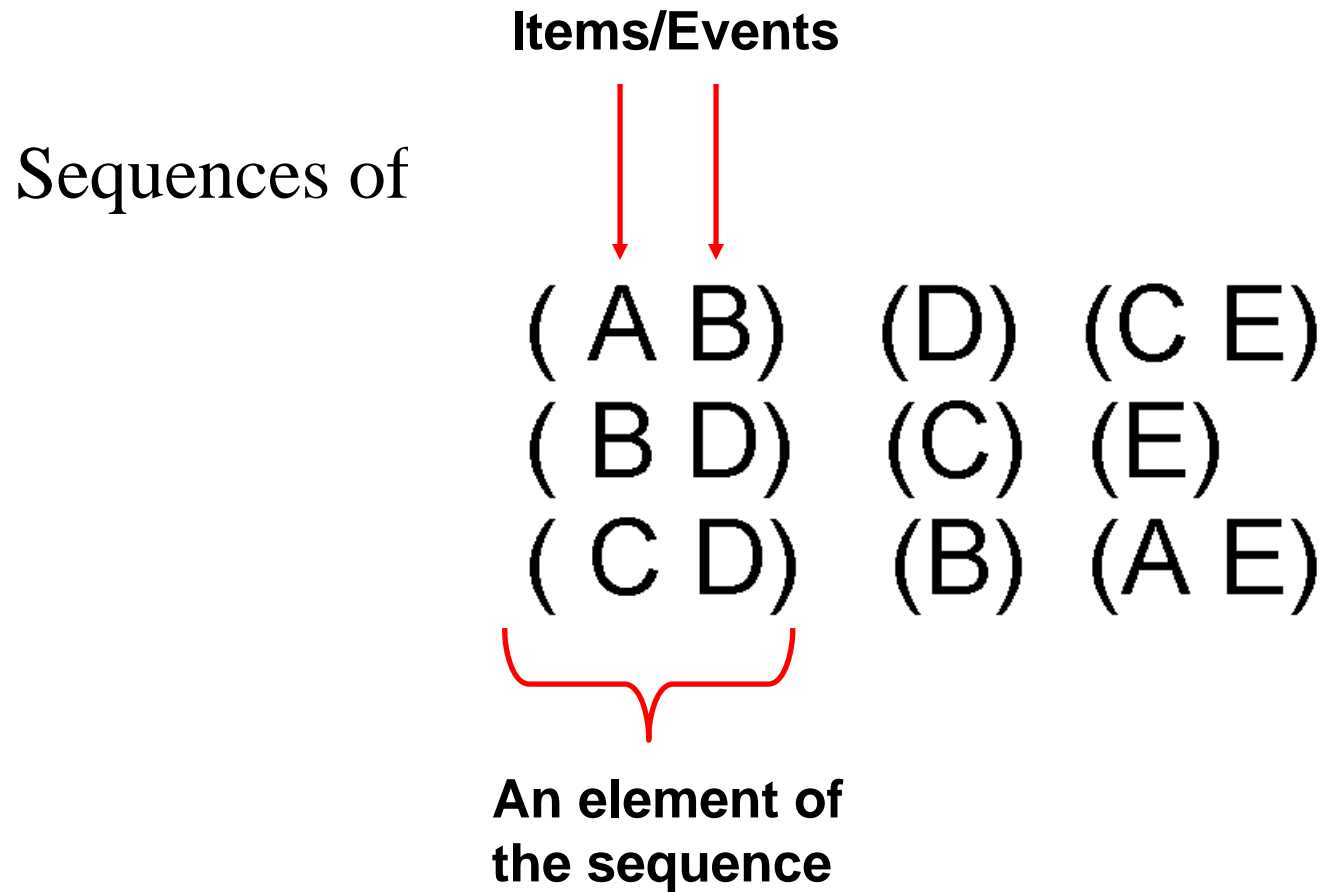 Items/Events
Sequences of
( A B) (D) (C E)
( B D) (C) (E)
( C D) (B) (A E)
An element of
the sequence